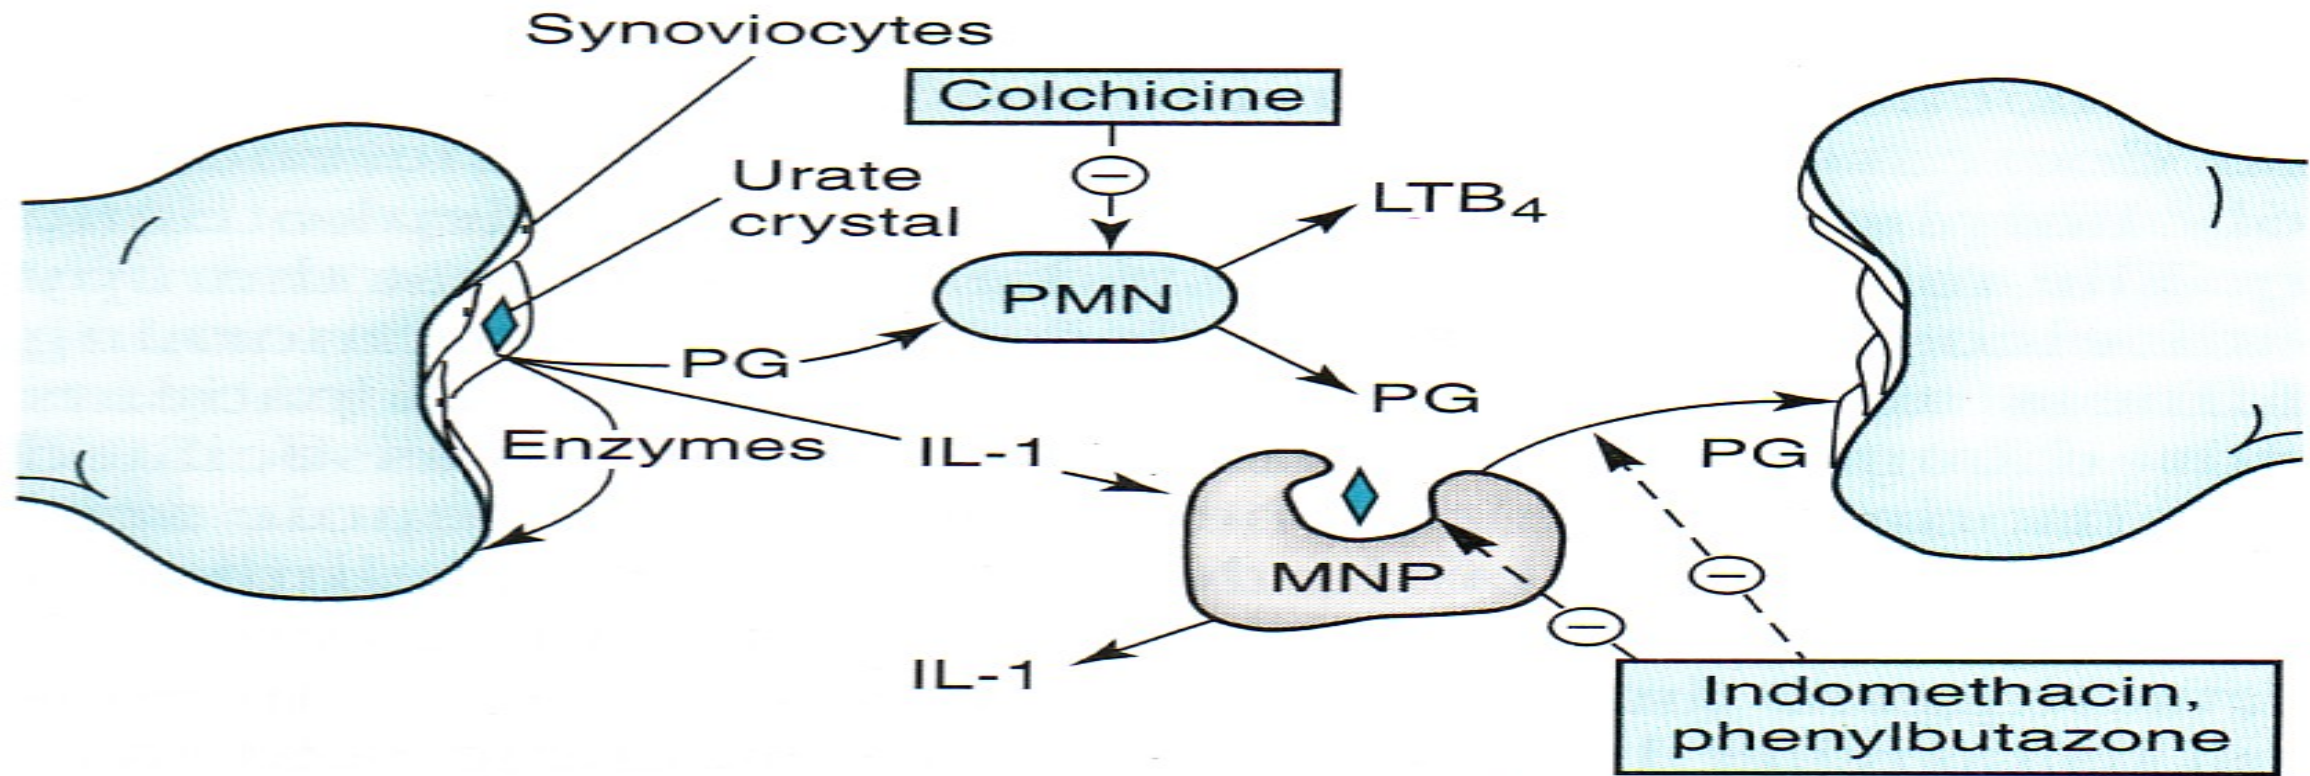 Synoviocytes
Colchicine
Urate
crystal
LTB₄
PMN
PG
PG
Enzymes
IL-1
PG
MNP
IL-1
Indomethacin,
phenylbutazone